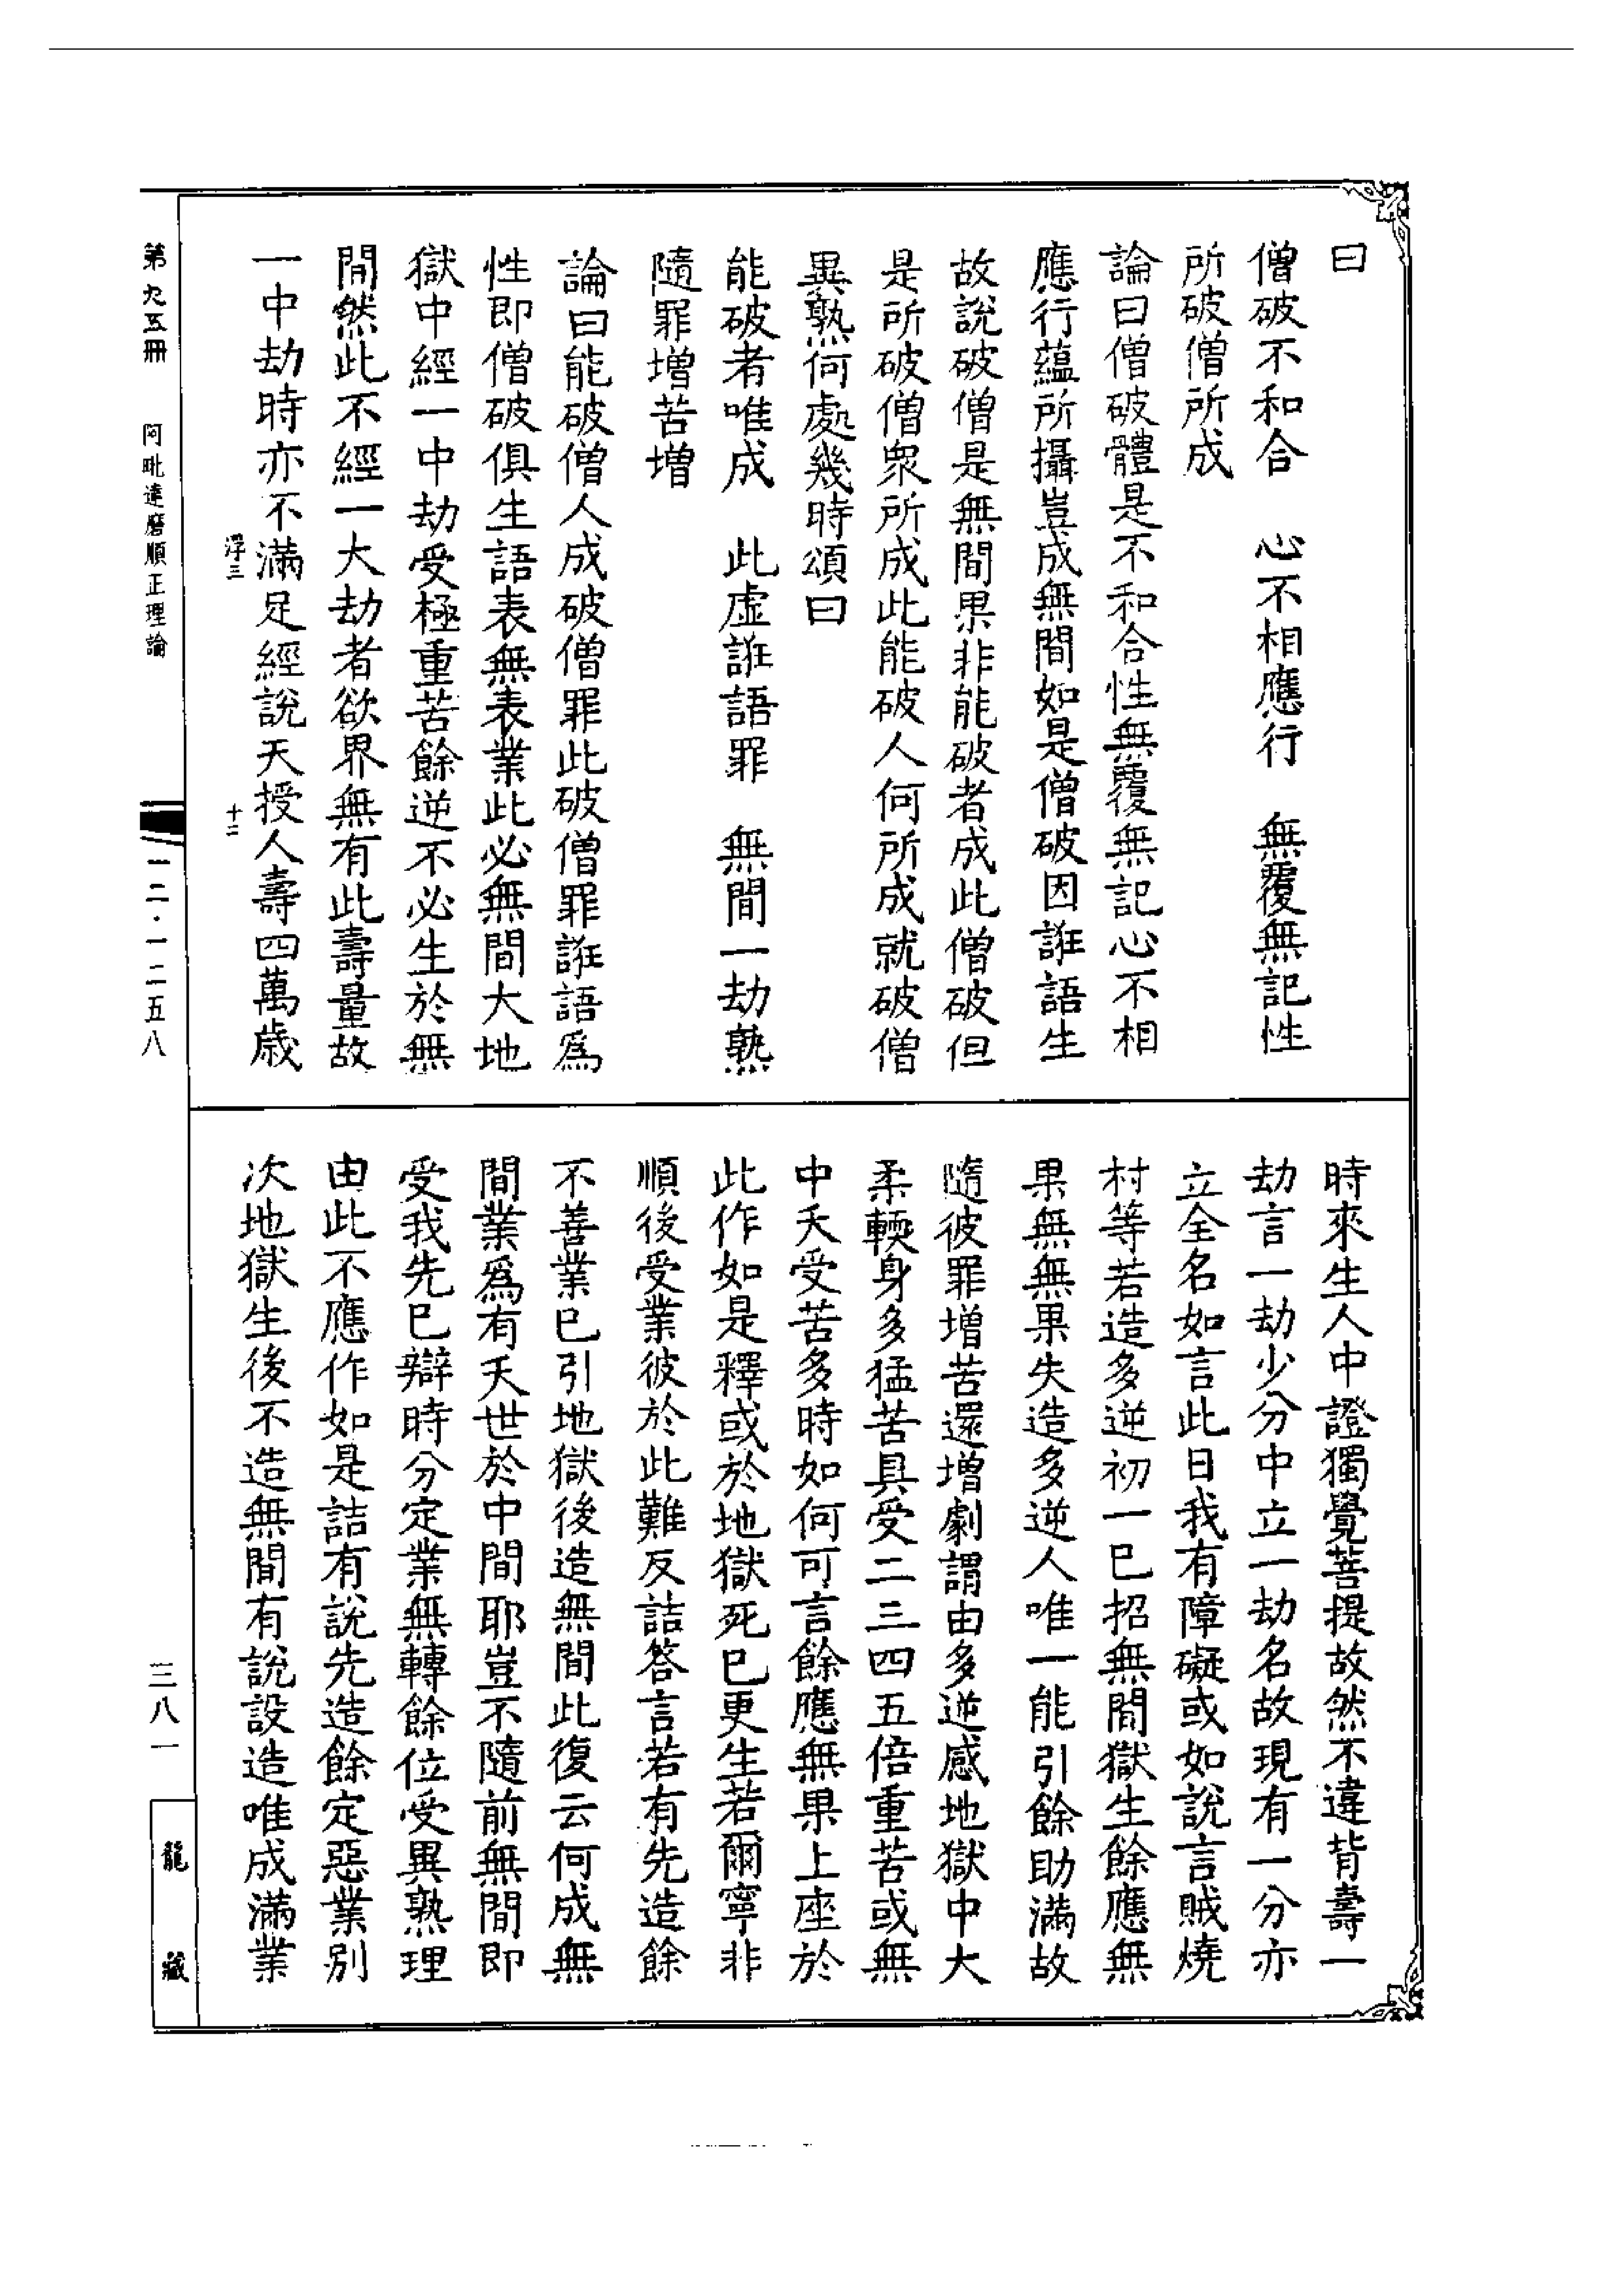 曰
僧破不和合　心不相應行　無覆無記性
所破僧所成
論曰僧破體是不和合性無覆無記心不相
應行蘊所攝豈成無間如是僧破因誑語生
故說破僧是無間果非能破者成此僧破但
是所破僧眾所成此能破人何所成就破僧
異熟何處幾時頌曰
能破者唯成　此虛誑語罪　無間一劫熟
隨罪增苦增
論曰能破僧人成破僧罪此破僧罪誑語為
性即僧破俱生語表無表業此必無間大地
獄中經一中劫受極重苦餘逆不必生於無
間然此不經一大劫者欲界無有此壽量故
一中劫時亦不滿足經說天授人壽四萬歲
浮三　十二
時來生人中證獨覺菩提故然不違背壽一
劫言一劫少分中立一劫名故現有一分亦
立全名如言此日我有障礙或如說言賊燒
村等若造多逆初一已招無間獄生餘應無
果無無果失造多逆人唯一能引餘助滿故
隨彼罪增苦還增劇謂由多逆感地獄中大
柔輭身多猛苦具受二三四五倍重苦或無
中夭受苦多時如何可言餘應無果上座於
此作如是釋或於地獄死已更生若爾寧非
順後受業彼於此難反詰答言若有先造餘
不善業已引地獄後造無間此復云何成無
間業為有夭世於中間耶豈不隨前無間即
受我先已辯時分定業無轉餘位受異熟理
由此不應作如是詰有說先造餘定惡業別
次地獄生後不造無間有說設造唯成滿業
第九五冊　阿毗達磨順正理論
一二·一二五八
三八一
龍藏